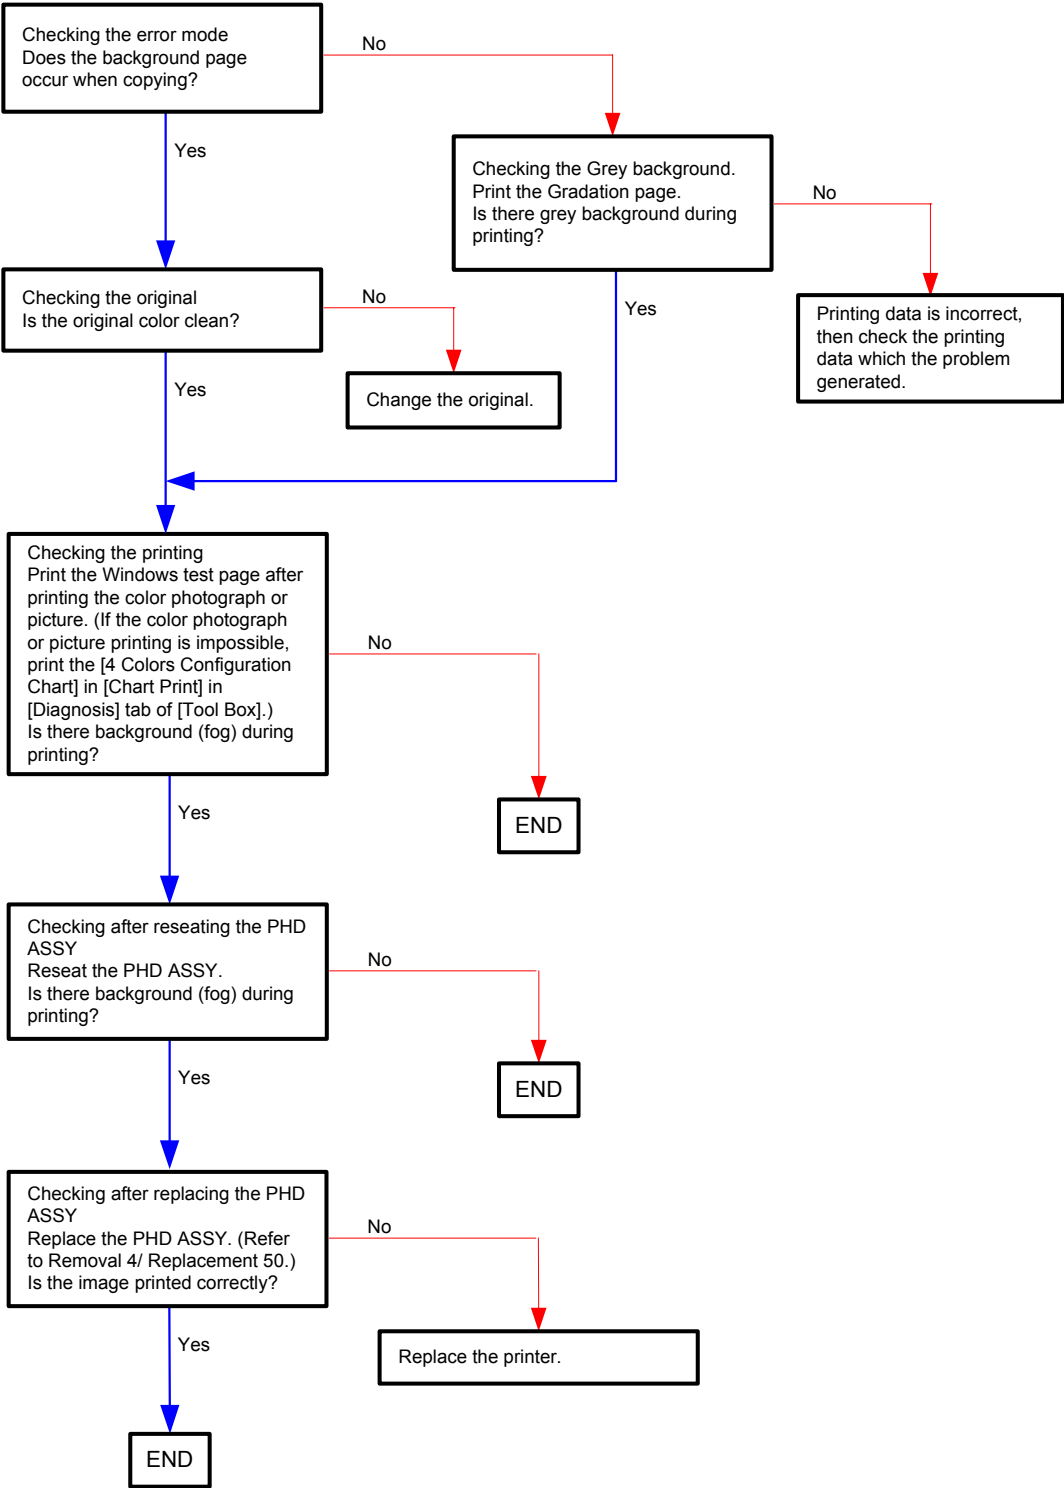 Checking the error mode
Does the background page
occur when copying?
No
Yes
Checking the Grey background.
Print the Gradation page.
Is there grey background during
printing?
No
Yes
Printing data is incorrect,
then check the printing
data which the problem
generated.
Checking the original
Is the original color clean?
No
Yes
Change the original.
Checking the printing
Print the Windows test page after
printing the color photograph or
picture. (If the color photograph
or picture printing is impossible,
print the [4 Colors Configuration
Chart] in [Chart Print] in
[Diagnosis] tab of [Tool Box].)
Is there background (fog) during
printing?
No
Yes
END
Checking after reseating the PHD
ASSY
Reseat the PHD ASSY.
Is there background (fog) during
printing?
No
Yes
END
Checking after replacing the PHD
ASSY
Replace the PHD ASSY. (Refer
to Removal 4/ Replacement 50.)
Is the image printed correctly?
No
Yes
Replace the printer.
END